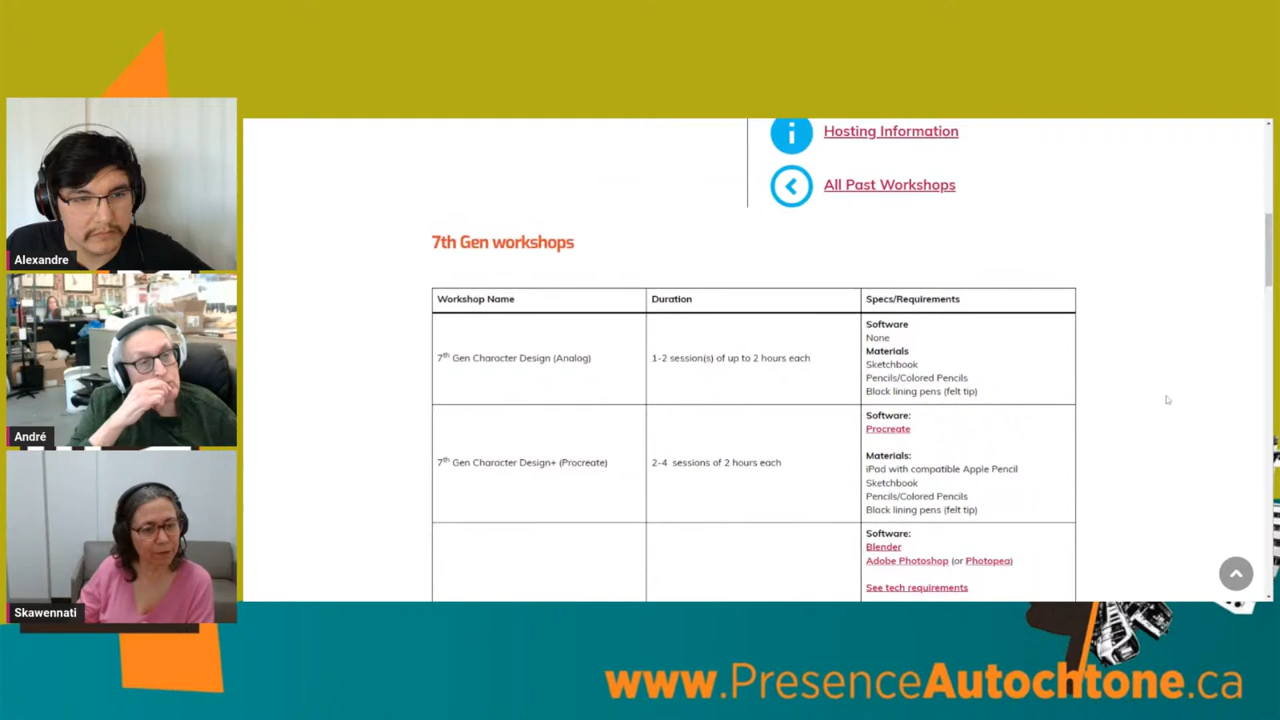 Alexandre
André
Skawennati
Hosting Information
All Past Workshops
7th Gen workshops
Workshop Name Duration Specs/Requirements
Software
None
Materials
7th Gen Character Design (Analog) 1-2 session(s) of up to 2 hours each
Sketchbook
Pencils/Colored Pencils
Black lining pens (felt tip)
Software:
Procreate
Materials:
7th Gen Character Design+ (Procreate) 2-4 sessions of 2 hours each
iPad with compatible Apple Pencil
Sketchbook
Pencils/Colored Pencils
Black lining pens (felt tip)
Software:
Blender
Adobe Photoshop (or Photopea)
See tech requirements
www.PresenceAutochtone.ca